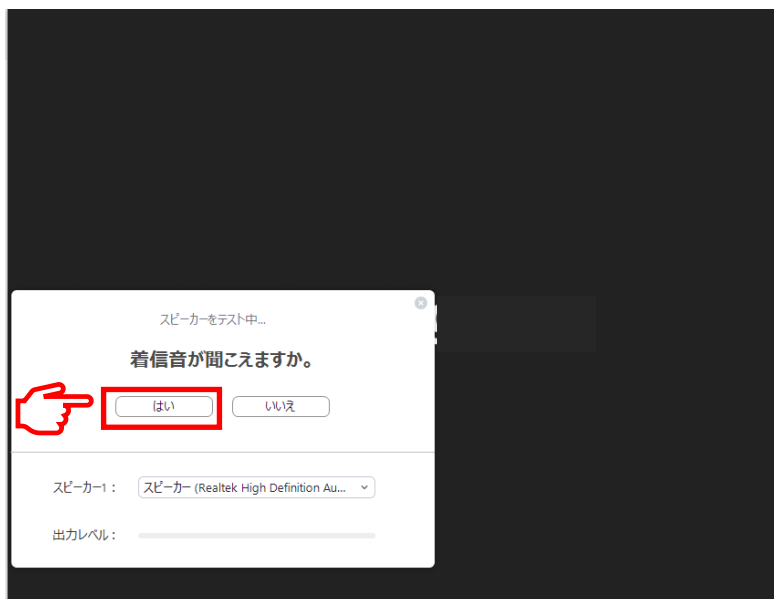 スピーカーをテスト中...
着信音が聞こえますか。
はい
いいえ
スピーカー1：
スピーカー (Realtek High Definition Au...
出力レベル：